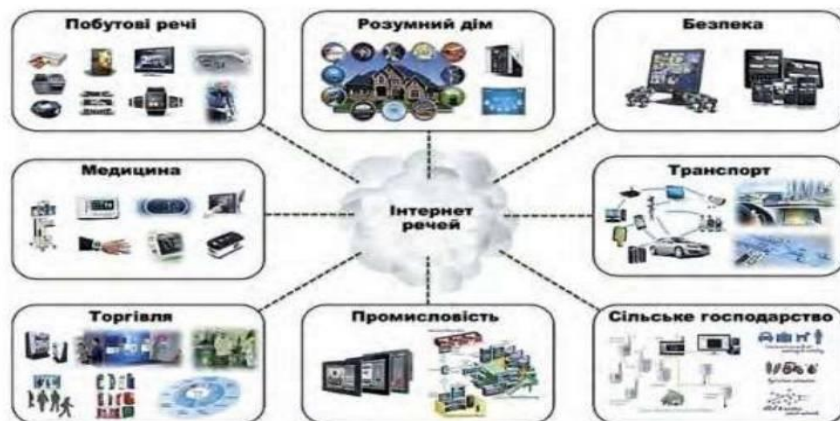 Побутові речі
Розумний дім
Безпека
Медицина
Інтернет
речей
Транспорт
Торгівля
Промисловість
Сільське господарство